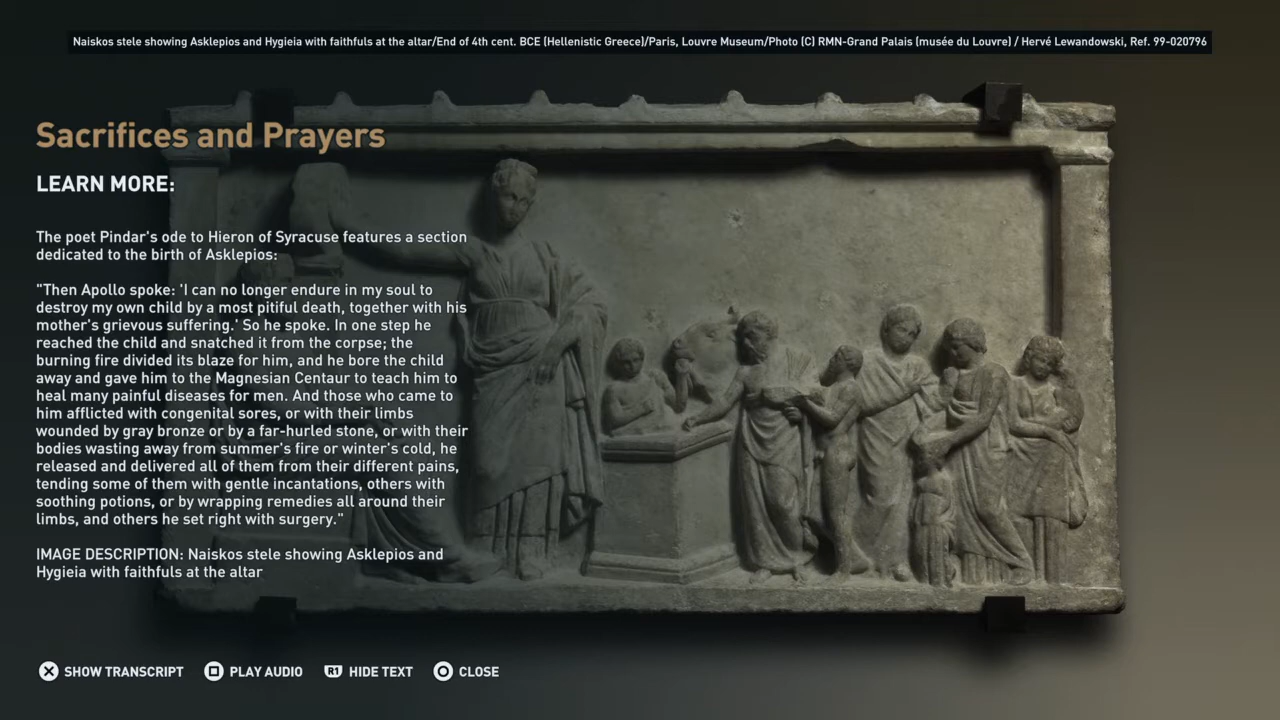 Naiskos stele showing Asklepios and Hygieia with faithfuls at the altar/End of 4th cent. BCE (Hellenistic Greece)/Paris, Louvre Museum/Photo (C) RMN-Grand Palais (musée du Louvre) / Hervé Lewandowski, Ref. 99-020796
Sacrifices and Prayers
LEARN MORE:
The poet Pindar's ode to Hieron of Syracuse features a section
dedicated to the birth of Asklepios:
"Then Apollo spoke: 'I can no longer endure in my soul to
destroy my own child by a most pitiful death, together with his
mother's grievous suffering.' So he spoke. In one step he
reached the child and snatched it from the corpse; the
burning fire divided its blaze for him, and he bore the child
away and gave him to the Magnesian Centaur to teach him to
heal many painful diseases for men. And those who came to
him afflicted with congenital sores, or with their limbs
wounded by gray bronze or by a far-hurled stone, or with their
bodies wasting away from summer's fire or winter's cold, he
released and delivered all of them from their different pains,
tending some of them with gentle incantations, others with
soothing potions, or by wrapping remedies all around their
limbs, and others he set right with surgery."
IMAGE DESCRIPTION: Naiskos stele showing Asklepios and
Hygieia with faithfuls at the altar
SHOW TRANSCRIPT PLAY AUDIO R1 HIDE TEXT CLOSE